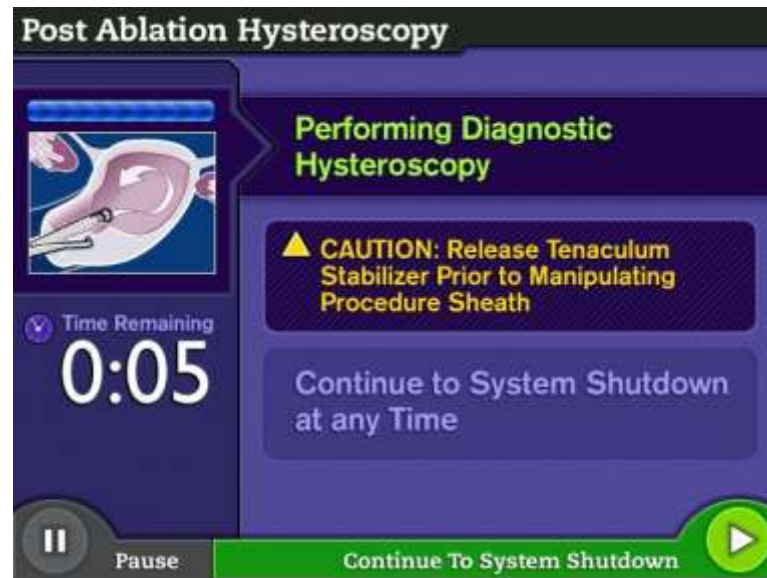 Post Ablation Hysteroscopy
Performing Diagnostic
Hysteroscopy
CAUTION: Release Tenaculum
Stabilizer Prior to Manipulating
Procedure Sheath
Time Remaining
0:05
Continue to System Shutdown
at any Time
Pause
Continue To System Shutdown